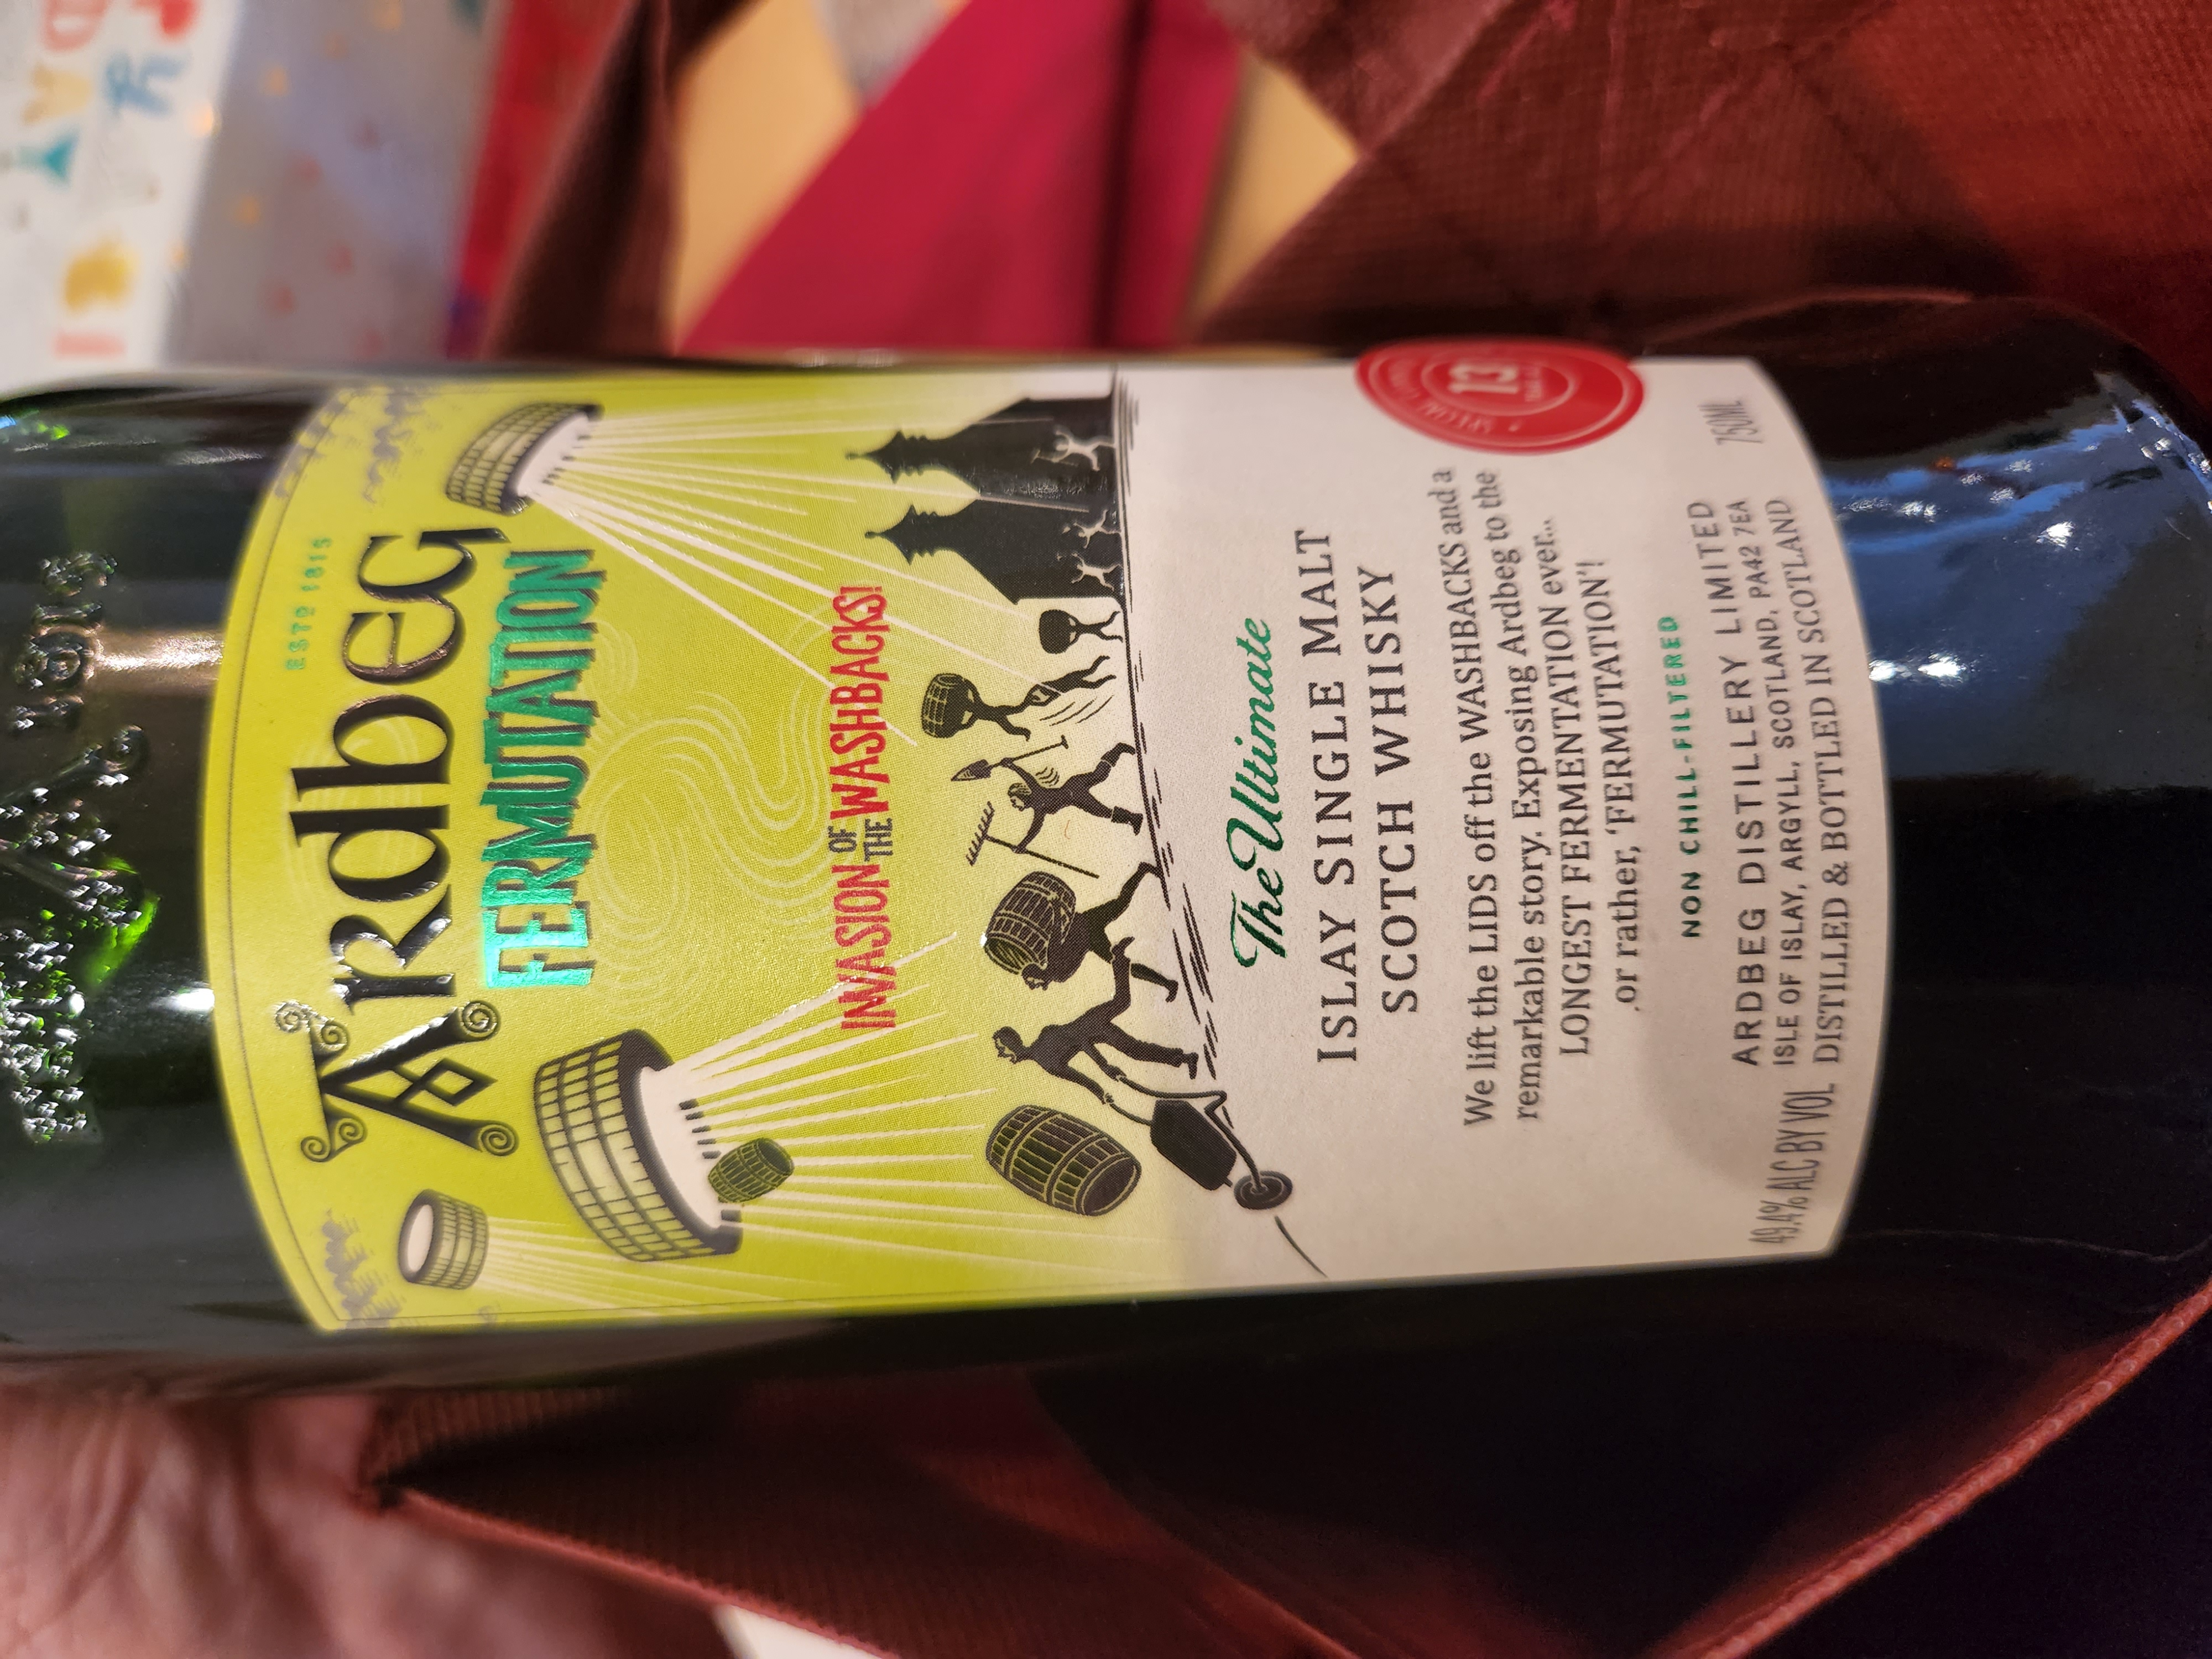 1815
ESTD 1815
Ardbeg
FERMUTATION
INVASION OF THE WASHBACKS!
The Ultimate
ISLAY SINGLE MALT
SCOTCH WHISKY
We lift the LIDS off the WASHBACKS and a
remarkable story. Exposing Ardbeg to the
LONGEST FERMENTATION ever...
.or rather, 'FERMUTATION'!
13
NON CHILL-FILTERED
ARDBEG DISTILLERY LIMITED
ISLE OF ISLAY, ARGYLL, SCOTLAND, PA42 7EA
49.4% ALC BY VOL DISTILLED & BOTTLED IN SCOTLAND 750ML